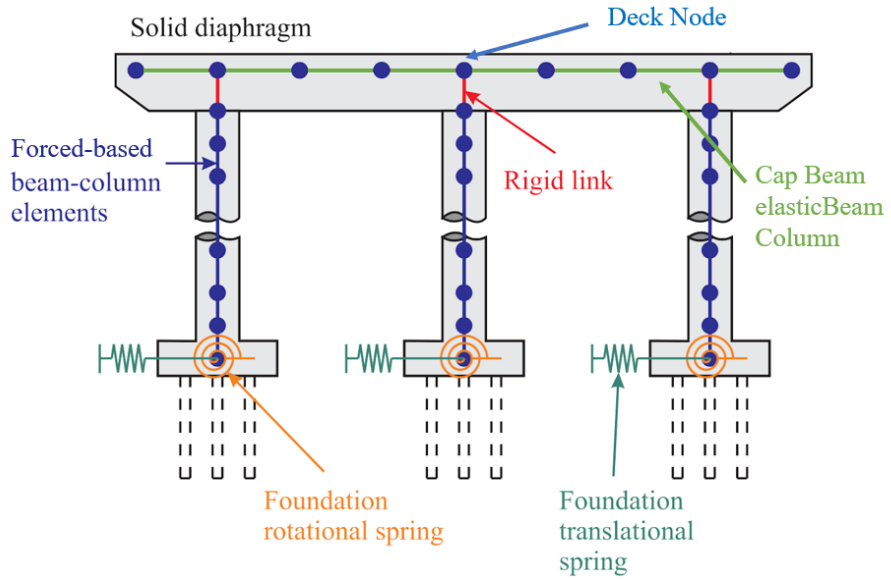 Solid diaphragm
Deck Node
Forced-based
beam-column
elements
Rigid link
Cap Beam
elasticBeam
Column
Foundation
rotational spring
Foundation
translational
spring